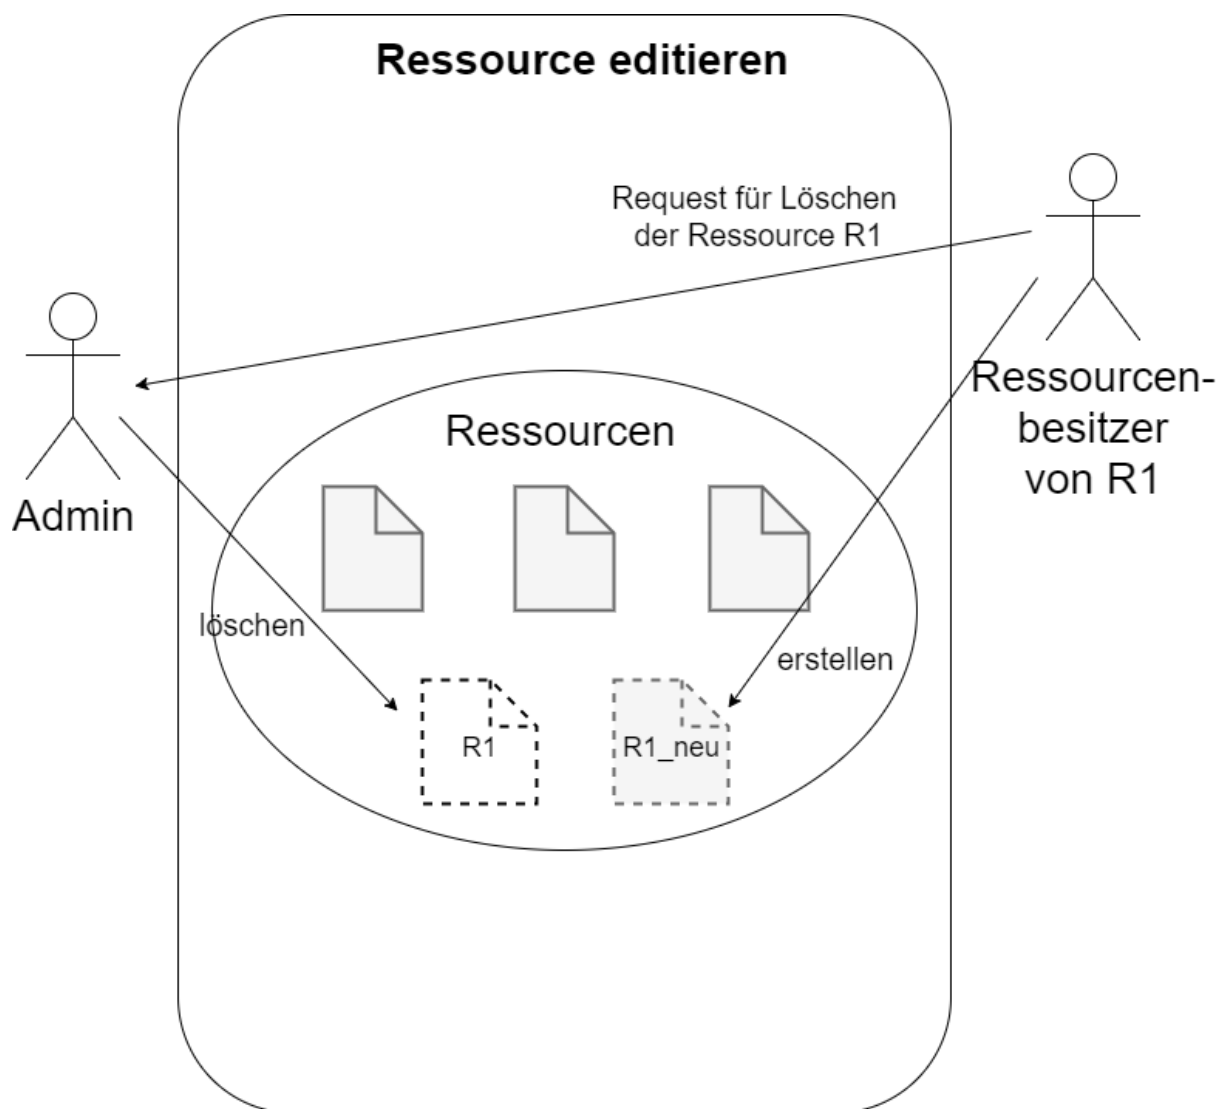 Ressource editieren
Request für Löschen
der Ressource R1
Ressourcen-
besitzer
von R1
Admin
Ressourcen
löschen
erstellen
R1
R1_neu